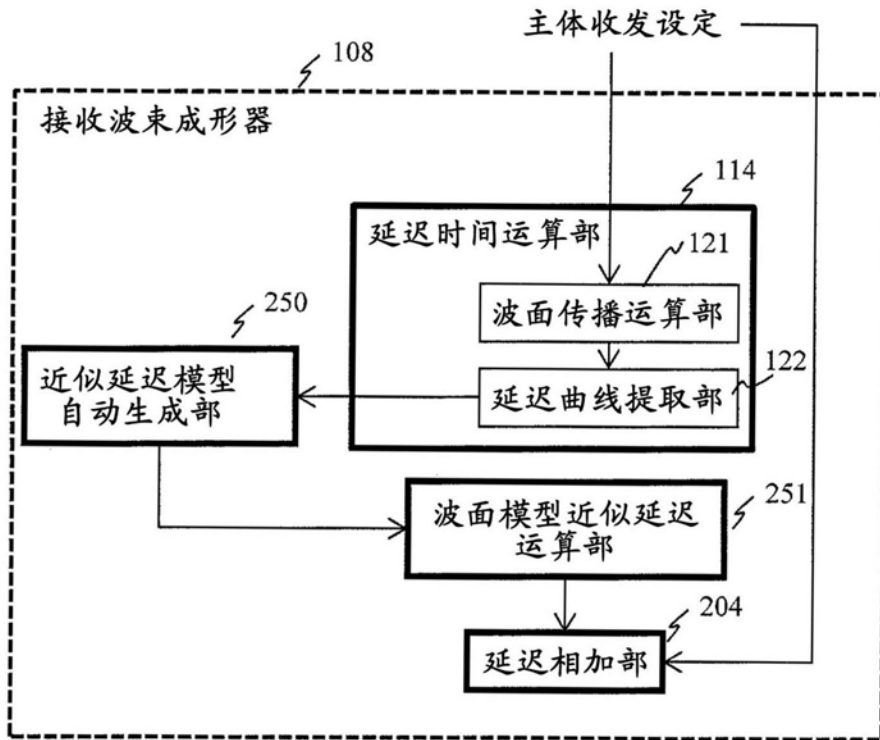 主体收发设定
108
接收波束成形器
114
延迟时间运算部
121
波面传播运算部
250
122
近似延迟模型
自动生成部
延迟曲线提取部
251
波面模型近似延迟
运算部
204
延迟相加部